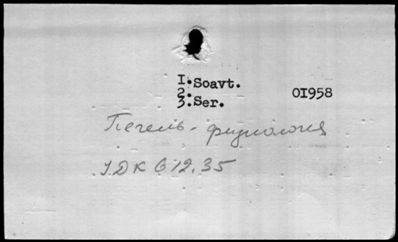 1. Soavt.
2.
3. Ser.
01958
Печень - физиология
УДК 612.35